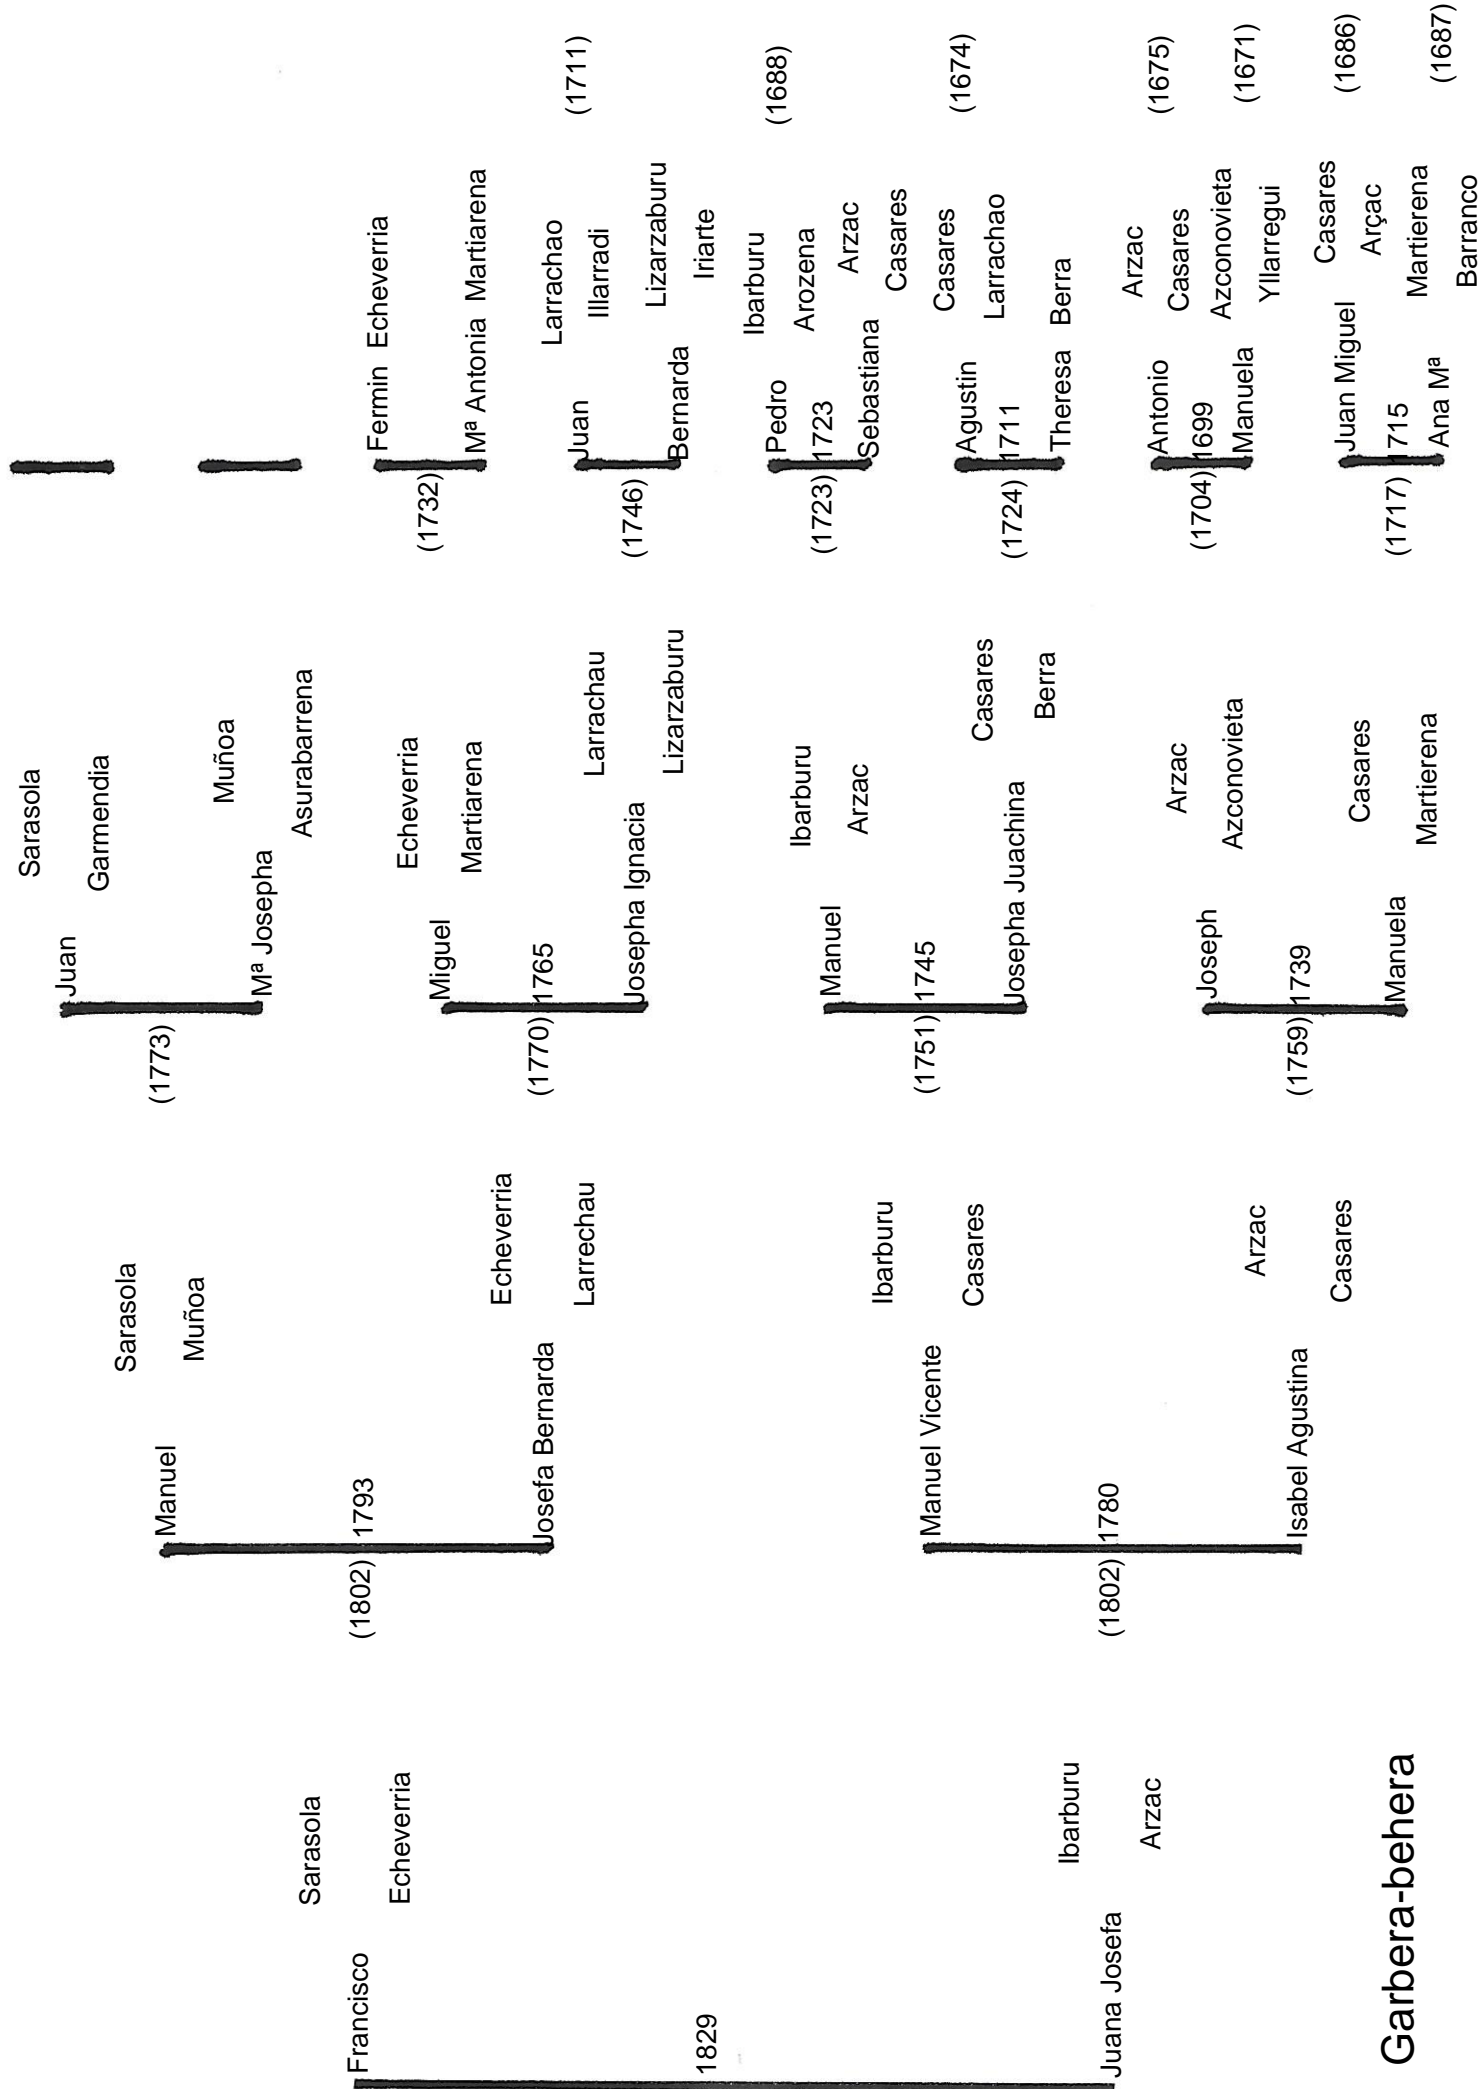 Francisco
Sarasola
Echeverria
1829
Juana Josefa
Ibarburu
Arzac
Manuel
Sarasola
Muñoa
(1802) 1793
Josefa Bernarda
Echeverria
Larrechau
Manuel Vicente
Ibarburu
Casares
(1802) 1780
Isabel Agustina
Arzac
Casares
Juan
Sarasola
Garmendia
(1773)
Mª Josepha
Muñoa
Asurabarrena
Miguel
Echeverria
Martiarena
(1770) 1765
Josepha Ignacia
Larrachau
Lizarzaburu
Manuel
Ibarburu
Arzac
(1751) 1745
Josepha Juachina
Casares
Berra
Joseph
Arzac
Azconovieta
(1759) 1739
Manuela
Casares
Martierena
Fermin Echeverria
(1732)
Mª Antonia Martiarena
Juan
Larrachao
Illarradi
(1711)
(1746)
Bernarda
Lizarzaburu
Iriarte
Pedro
Ibarburu
Arozena
(1688)
(1723) 1723
Sebastiana
Arzac
Casares
Agustin
Casares
Larrachao
(1674)
(1724) 1711
Theresa Berra
Antonio
Arzac
Casares
(1675)
(1704) 1699
Manuela
Azconovieta
Yllarregui
(1671)
Juan Miguel
Casares
Arçac
(1686)
(1717) 1715
Ana Mª
Martierena
Barranco
(1687)
Garbera-behera